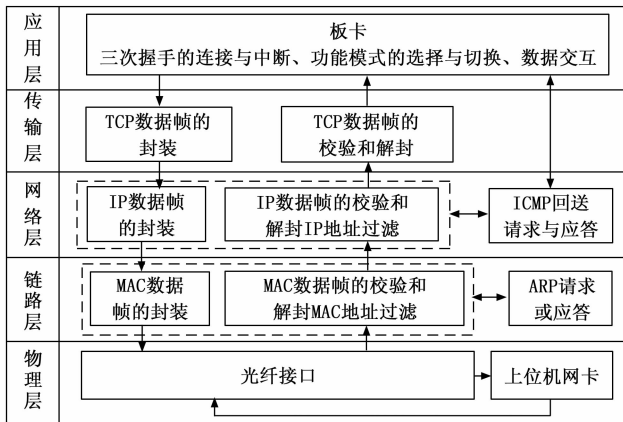 应用层
板卡
三次握手的连接与中断、功能模式的选择与切换、数据交互
传输层
TCP数据帧的
封装
TCP数据帧的
校验和解封
网络层
IP数据帧
的封装
IP数据帧的校验和
解封IP地址过滤
ICMP回送
请求与应答
链路层
MAC数据
帧的封装
MAC数据帧的校验和
解封MAC地址过滤
ARP请求
或应答
物理层
光纤接口
上位机网卡